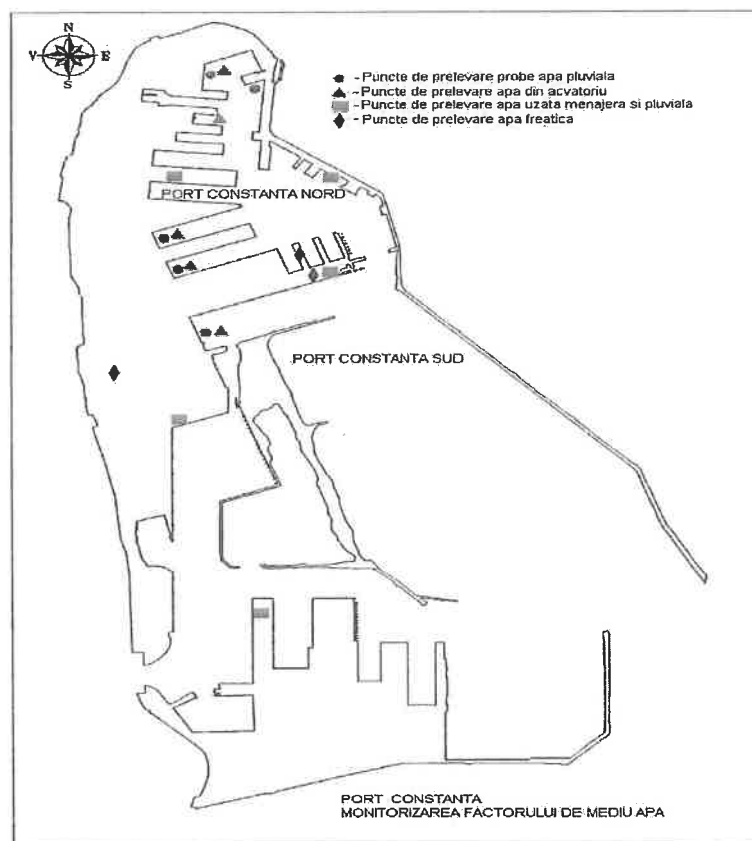 N
V E
S
- Puncte de prelevare probe apa pluviala
- Puncte de prelevare apa din acvatoriu
- Puncte de prelevare apa uzata menajera si pluviala
- Puncte de prelevare apa freatica
PORT CONSTANTA NORD
PORT CONSTANTA SUD
PORT CONSTANTA
MONITORIZAREA FACTORULUI DE MEDIU APA